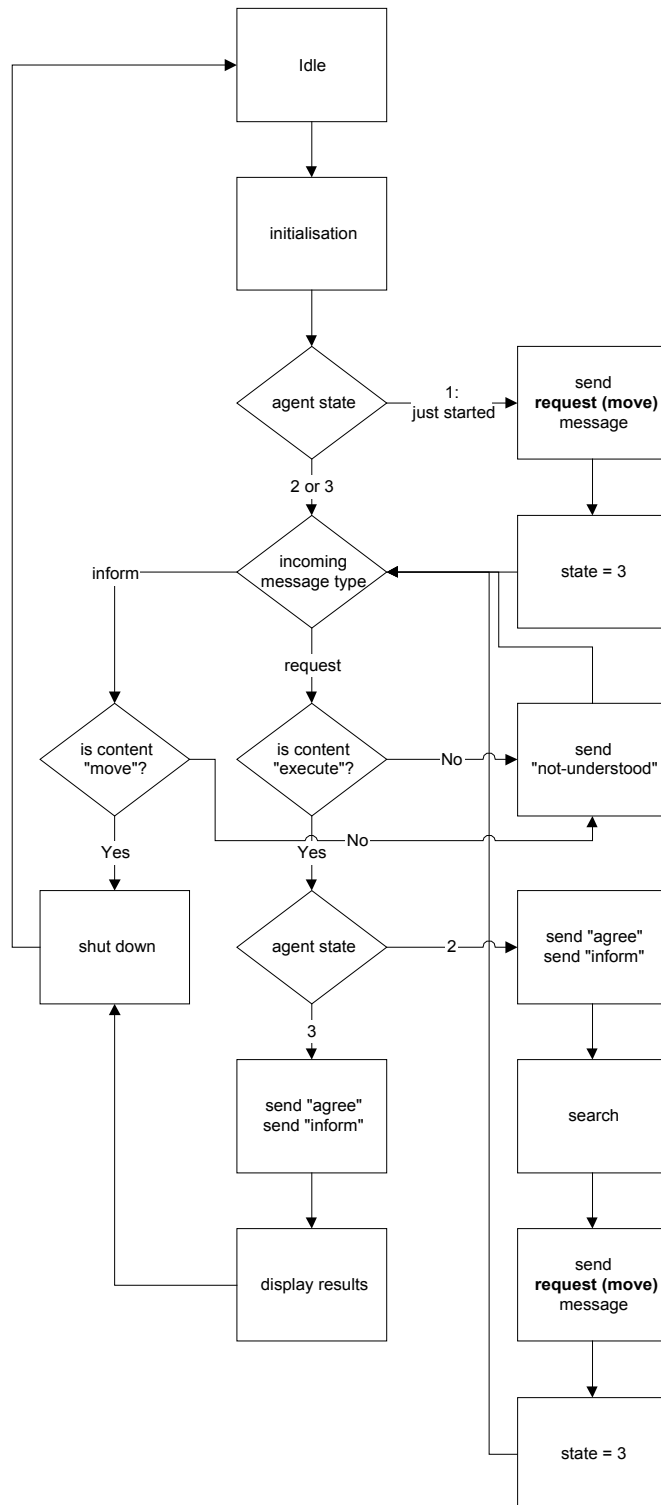 Idle
initialisation
agent state
1:
just started
send
request (move)
message
2 or 3
incoming
message type
state = 3
inform
request
is content
"move"?
is content
"execute"?
No
send
"not-understood"
No
Yes
Yes
shut down
agent state
2
send "agree"
send "inform"
3
send "agree"
send "inform"
search
display results
send
request (move)
message
state = 3